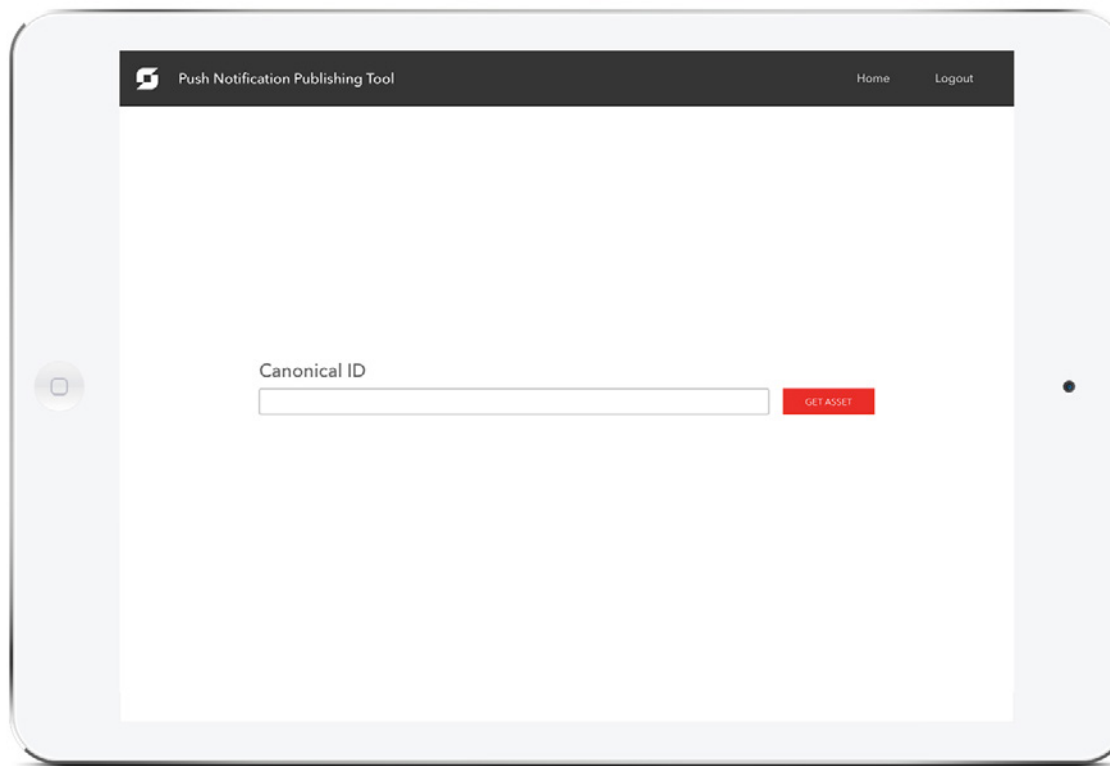 Push Notification Publishing Tool
Home
Logout
Canonical ID
GET ASSET